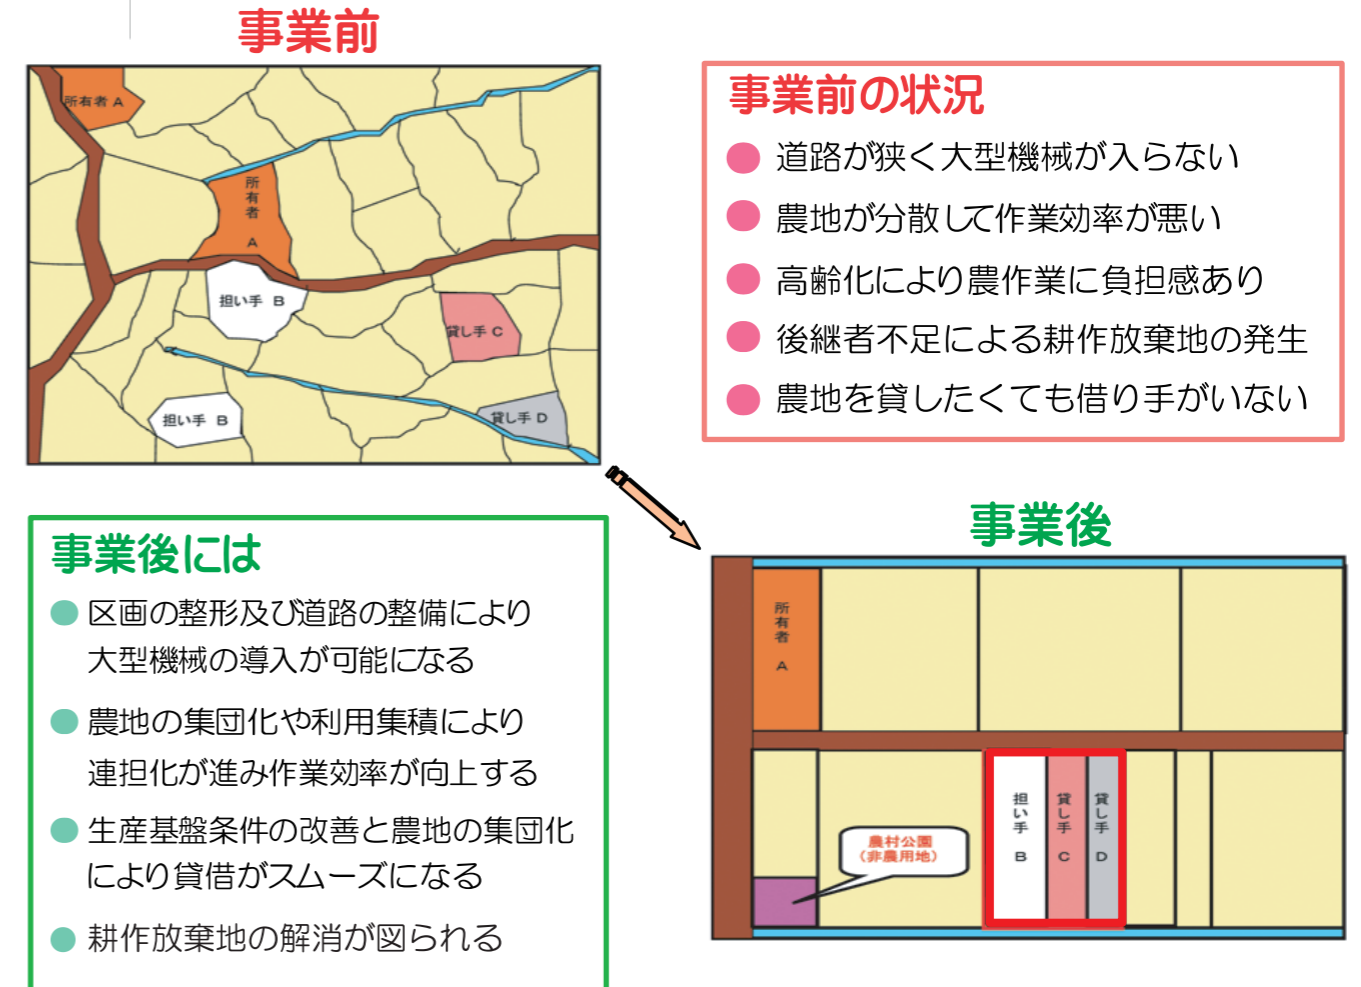 事業前
所有者 A
所有者 A
担い手 B
貸し手 C
担い手 B
貸し手 D
事業前の状況
● 道路が狭く大型機械が入らない
● 農地が分散して作業効率が悪い
● 高齢化により農作業に負担感あり
● 後継者不足による耕作放棄地の発生
● 農地を貸したくても借り手がいない
事業後には
● 区画の整形及び道路の整備により
大型機械の導入が可能になる
● 農地の集団化や利用集積により
連担化が進み作業効率が向上する
● 生産基盤条件の改善と農地の集団化
により貸借がスムーズになる
● 耕作放棄地の解消が図られる
事業後
所有者 A
担い手 B
貸し手 C
貸し手 D
農村公園
(非農用地)